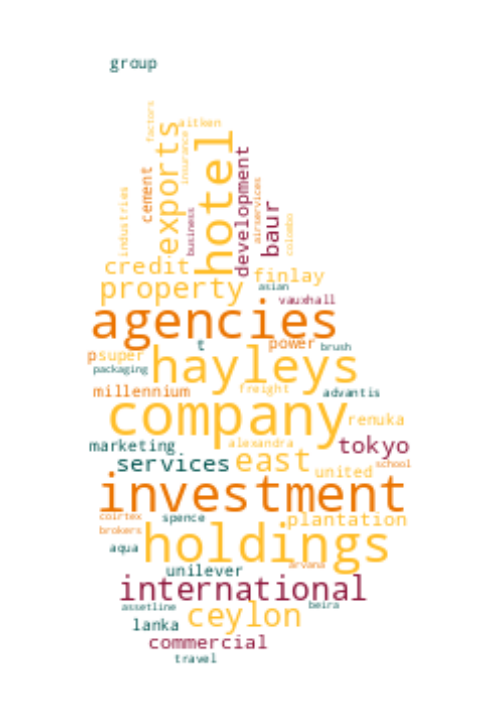 group
factors
aitken
exports
insurance
hotel
cement
development
airservices
industries
business
baur
colombo
credit
finlay
property
asian
vauxhall
agencies
t
power
brush
p
super
hayleys
packaging
millennium
freight
advantis
company
renuka
marketing
alexandra
tokyo
services
east
united
school
investment
coirtex
spence
plantation
brokers
aqua
holdings
unilever
arvana
international
assetline
beira
lanka
ceylon
commercial
travel